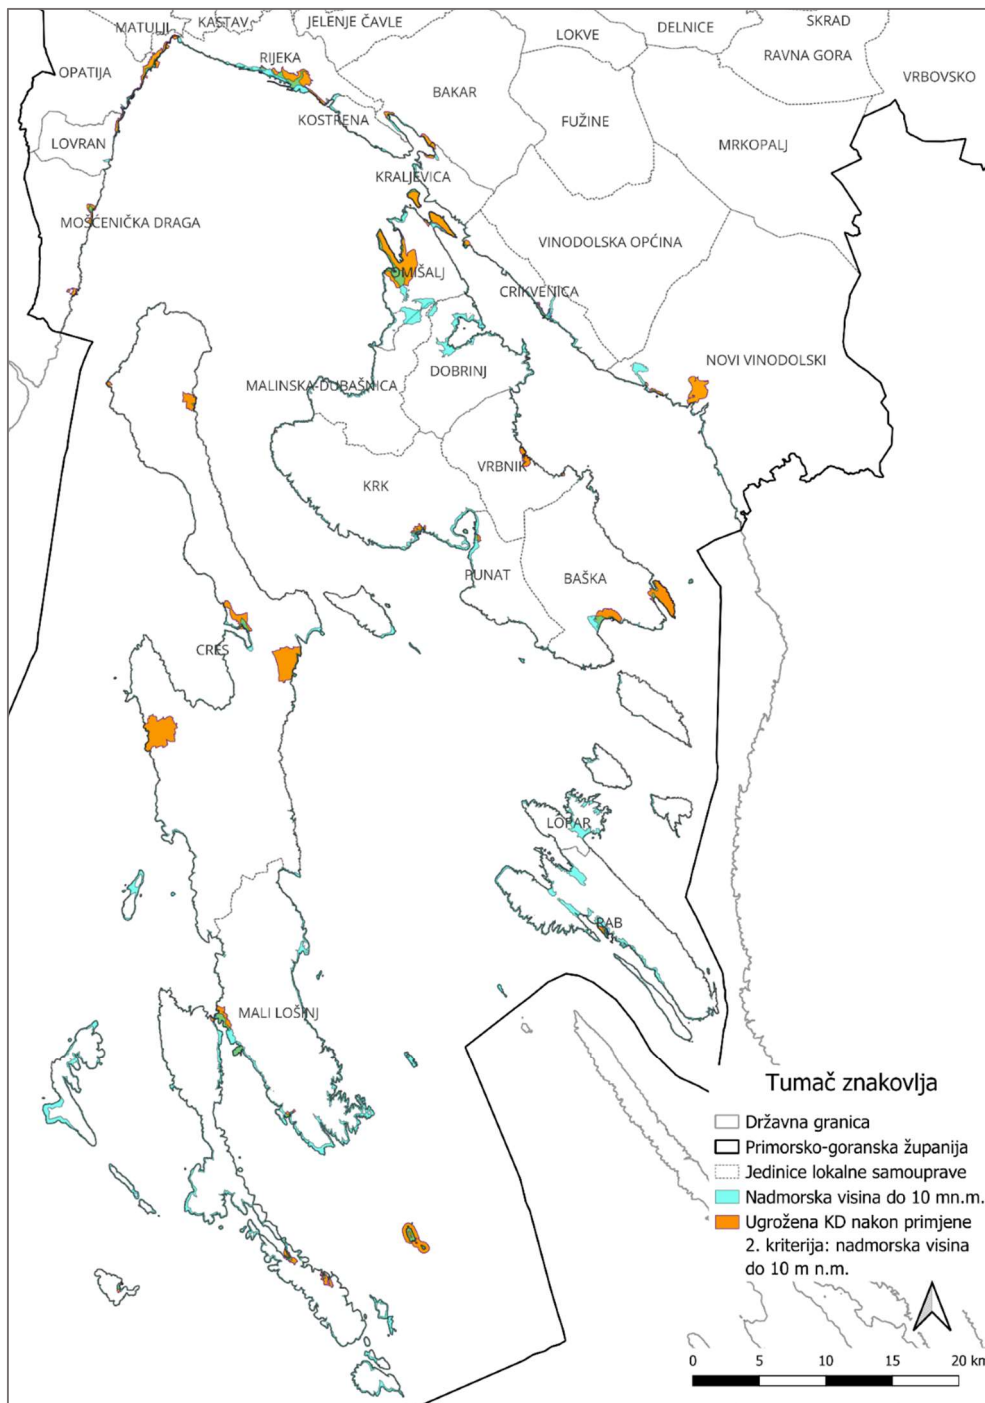 MATULJI
KASTAV
JELENJE ČAVLE
SKRAD
LOKVE
DELNICE
RAVNA GORA
OPATIJA
RIJEKA
VRBOVSKO
BAKAR
KOSTRENA
FUŽINE
LOVRAN
MRKOPALJ
KRALJEVICA
MOŠĆENIČKA DRAGA
VINODOLSKA OPĆINA
OMIŠALJ
CRIKVENICA
NOVI VINODOLSKI
DOBRINJ
MALINSKA-DUBAŠNICA
VRBNIK
KRK
PUNAT
BAŠKA
CRES
LOPAR
RAB
MALI LOŠINJ
Tumač znakovlja
Državna granica
Primorsko-goranska županija
Jedinice lokalne samouprave
Nadmorska visina do 10 mn.m.
Ugrožena KD nakon primjene
2. kriterija: nadmorska visina
do 10 m n.m.
0 5 10 15 20 km